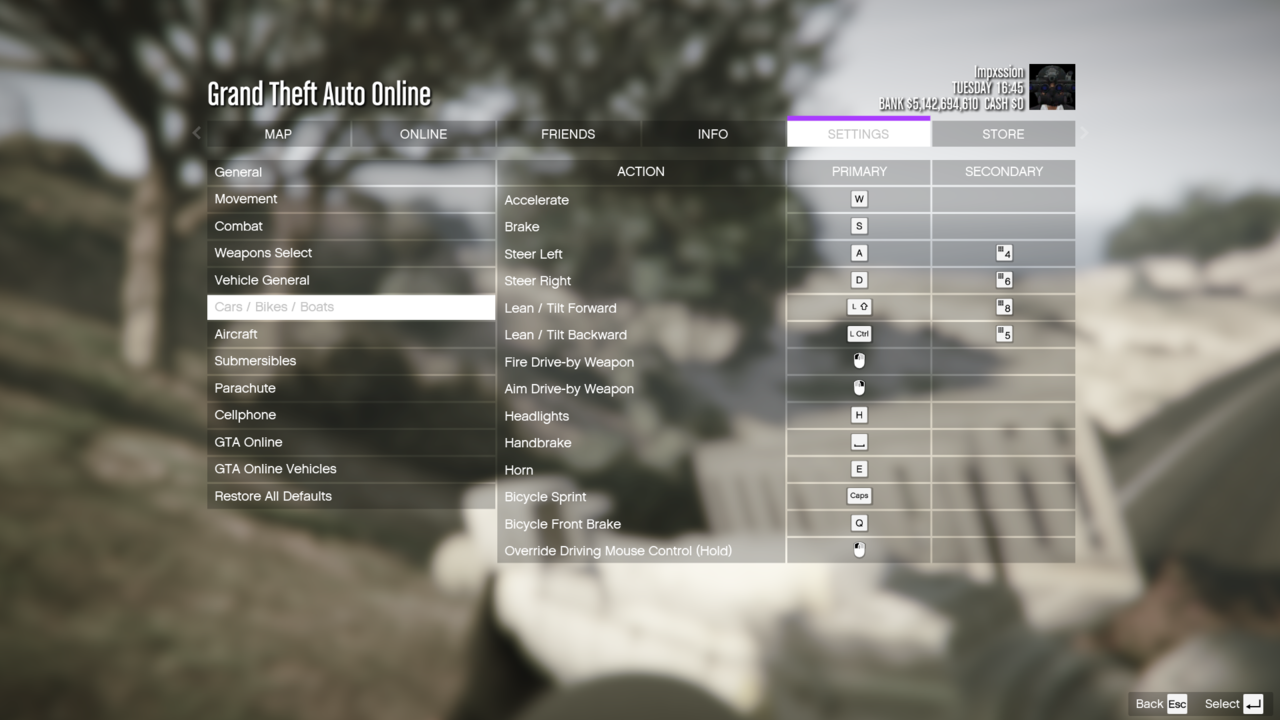 Grand Theft Auto Online
Impxssion
TUESDAY 16:45
BANK $5,142,694,610 CASH $0
MAP ONLINE FRIENDS INFO SETTINGS STORE
General
Movement
Combat
Weapons Select
Vehicle General
Cars / Bikes / Boats
Aircraft
Submersibles
Parachute
Cellphone
GTA Online
GTA Online Vehicles
Restore All Defaults
ACTION PRIMARY SECONDARY
Accelerate W
Brake S
Steer Left A 4
Steer Right D 6
Lean / Tilt Forward L ⇧ 8
Lean / Tilt Backward L Ctrl 5
Fire Drive-by Weapon
Aim Drive-by Weapon
Headlights H
Handbrake
Horn E
Bicycle Sprint Caps
Bicycle Front Brake Q
Override Driving Mouse Control (Hold)
Back Esc Select